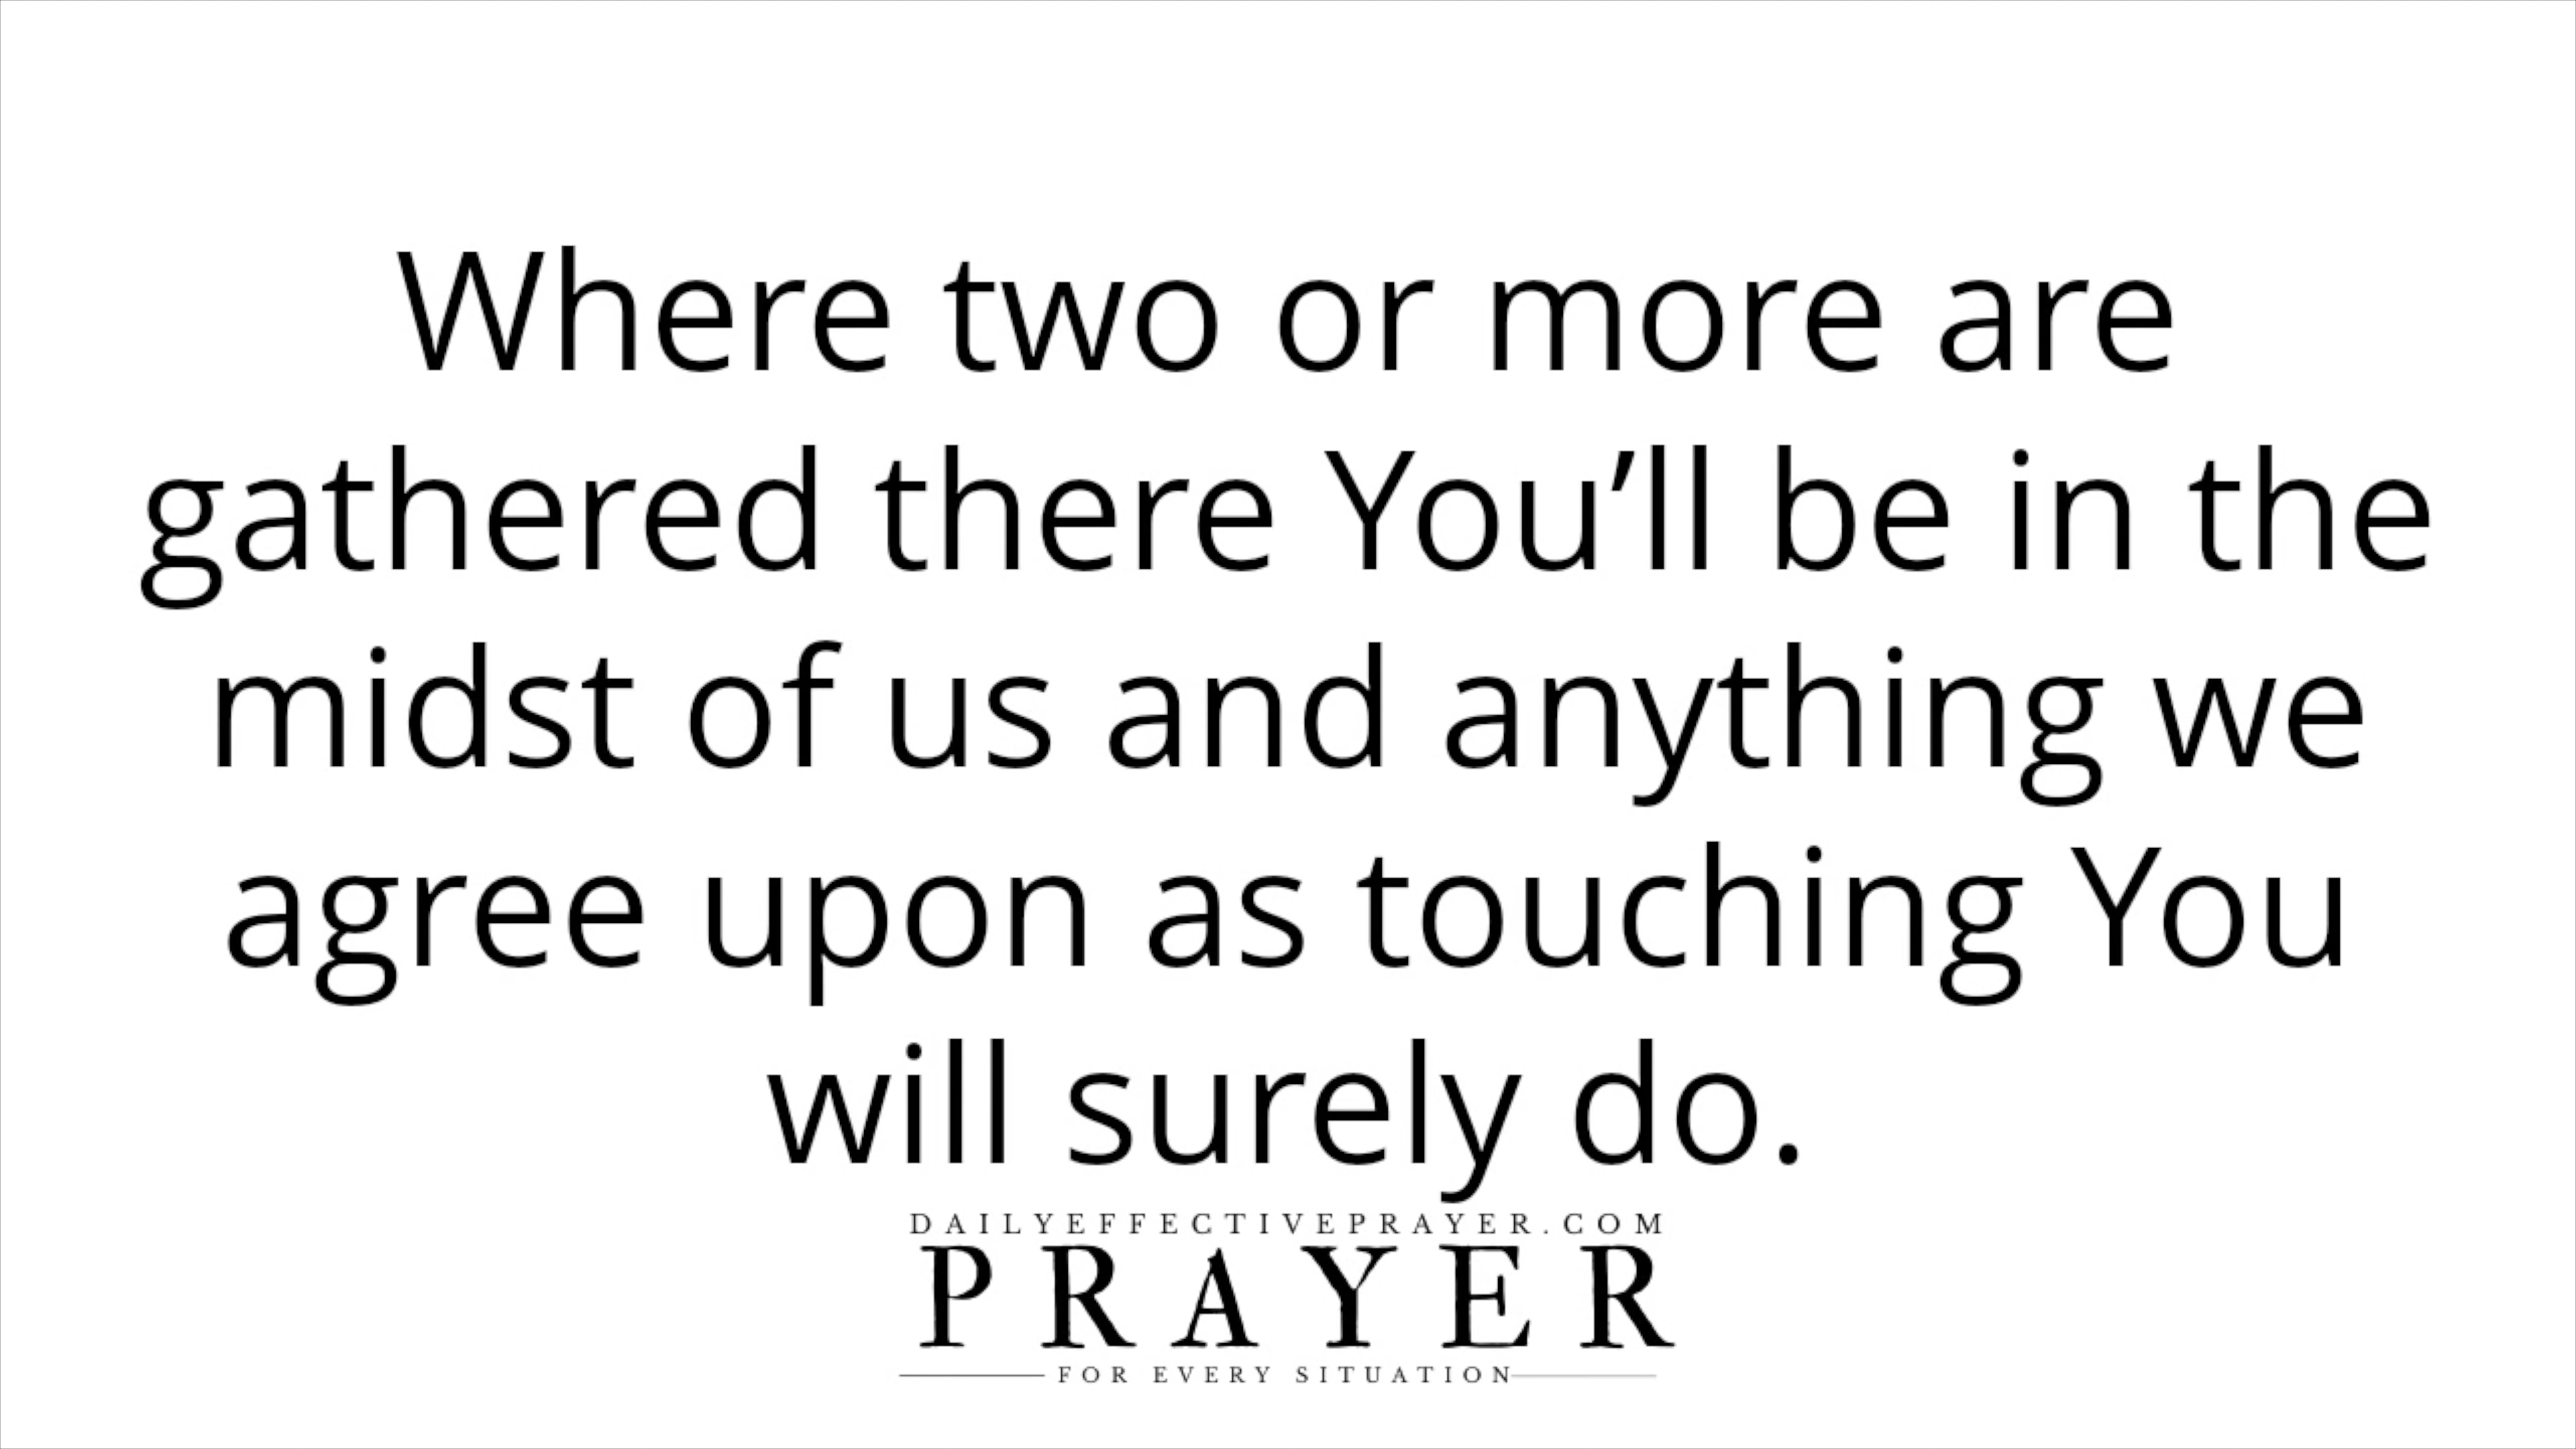 Where two or more are
gathered there You’ll be in the
midst of us and anything we
agree upon as touching You
will surely do.
DAILYEFFECTIVEPRAYER.COM
PRAYER
FOR EVERY SITUATION